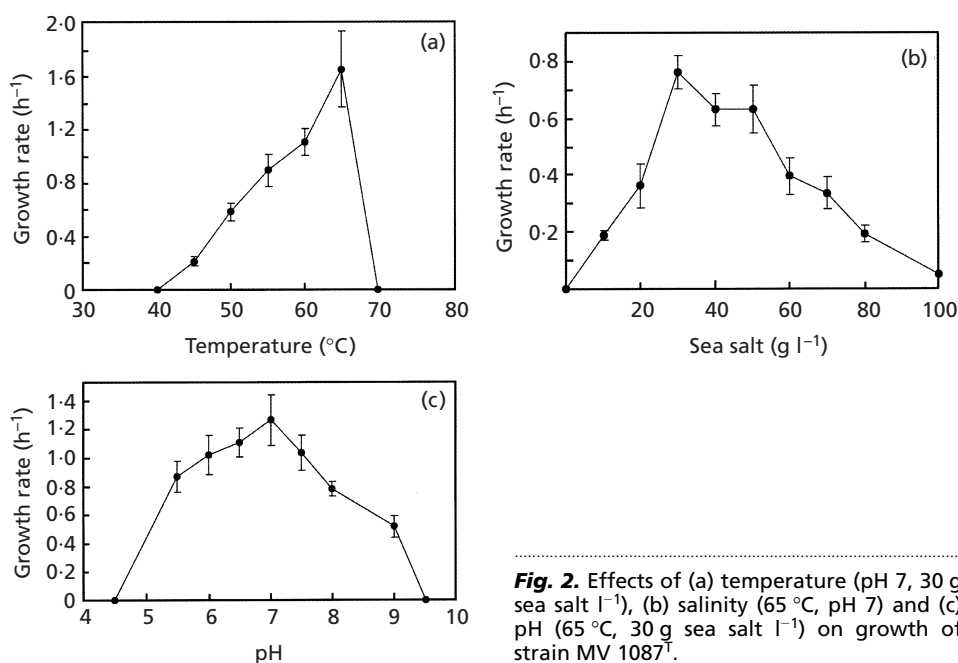 (a)
2·0
1·6
1·2
0·8
0·4
0
Growth rate (h⁻¹)
30 40 50 60 70 80
Temperature (°C)
(b)
0·8
0·6
0·4
0·2
Growth rate (h⁻¹)
20 40 60 80 100
Sea salt (g l⁻¹)
(c)
1·4
1·2
1·0
0·8
0·6
0·4
0·2
0
Growth rate (h⁻¹)
4 5 6 7 8 9 10
pH
Fig. 2. Effects of (a) temperature (pH 7, 30 g
sea salt l⁻¹), (b) salinity (65 °C, pH 7) and (c)
pH (65 °C, 30 g sea salt l⁻¹) on growth of
strain MV 1087ᵀ.